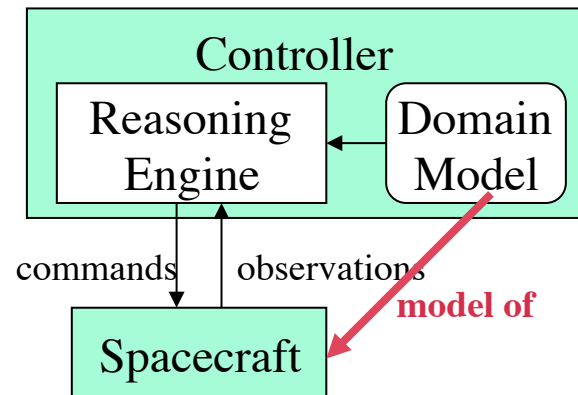 Controller
Reasoning
Engine
Domain
Model
commands
observations
model of
Spacecraft